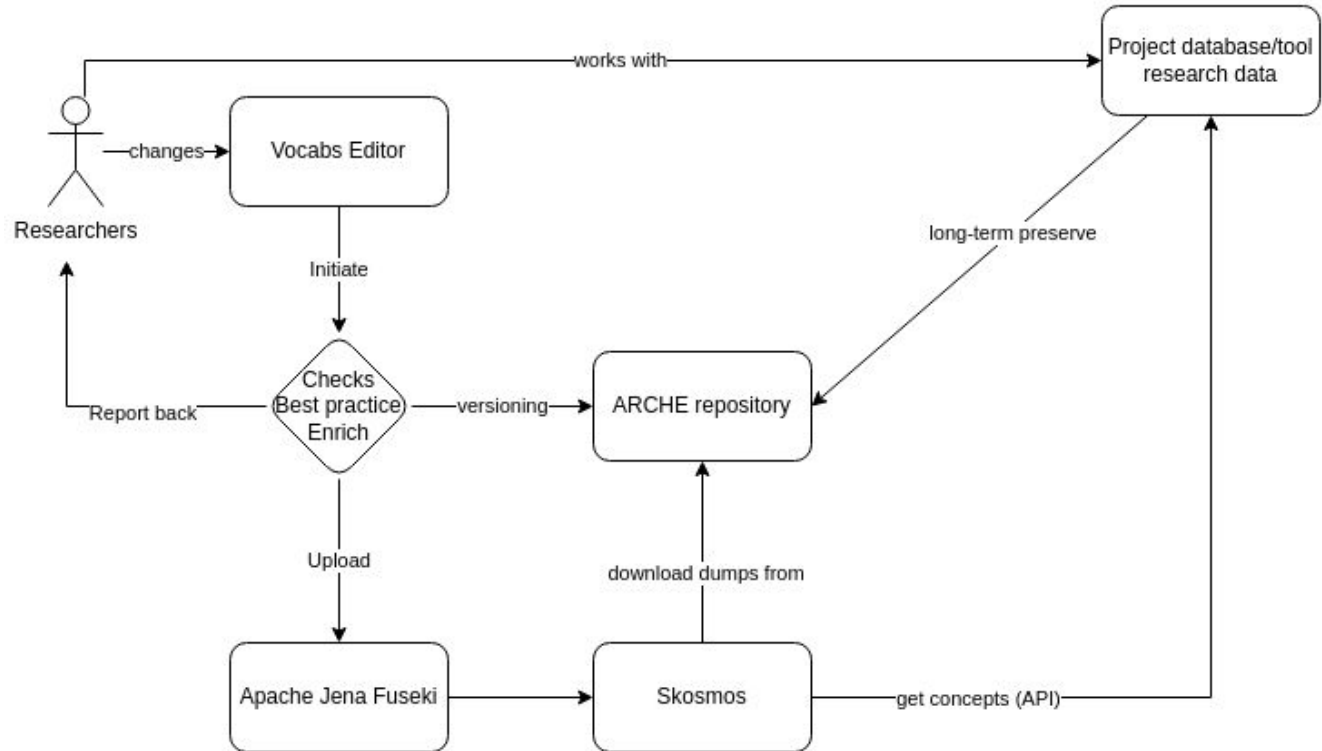 works with
Project database/tool
research data
changes
Vocabs Editor
Researchers
long-term preserve
Initiate
Checks
Best practice
Enrich
Report back
versioning
ARCHE repository
Upload
download dumps from
Apache Jena Fuseki
Skosmos
get concepts (API)